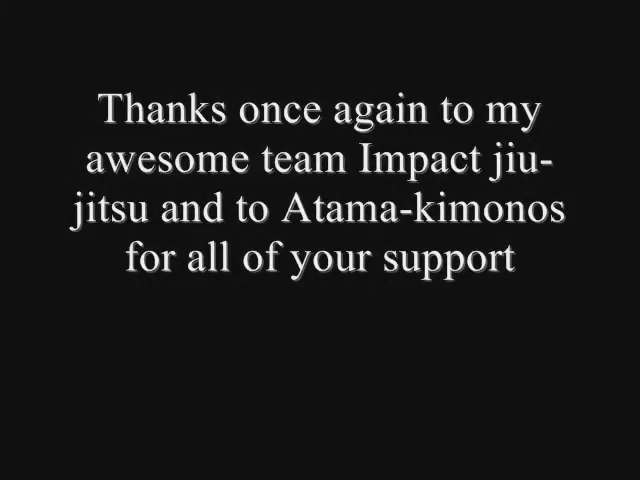 Thanks once again to my
awesome team Impact jiu-
jitsu and to Atama-kimonos
for all of your support